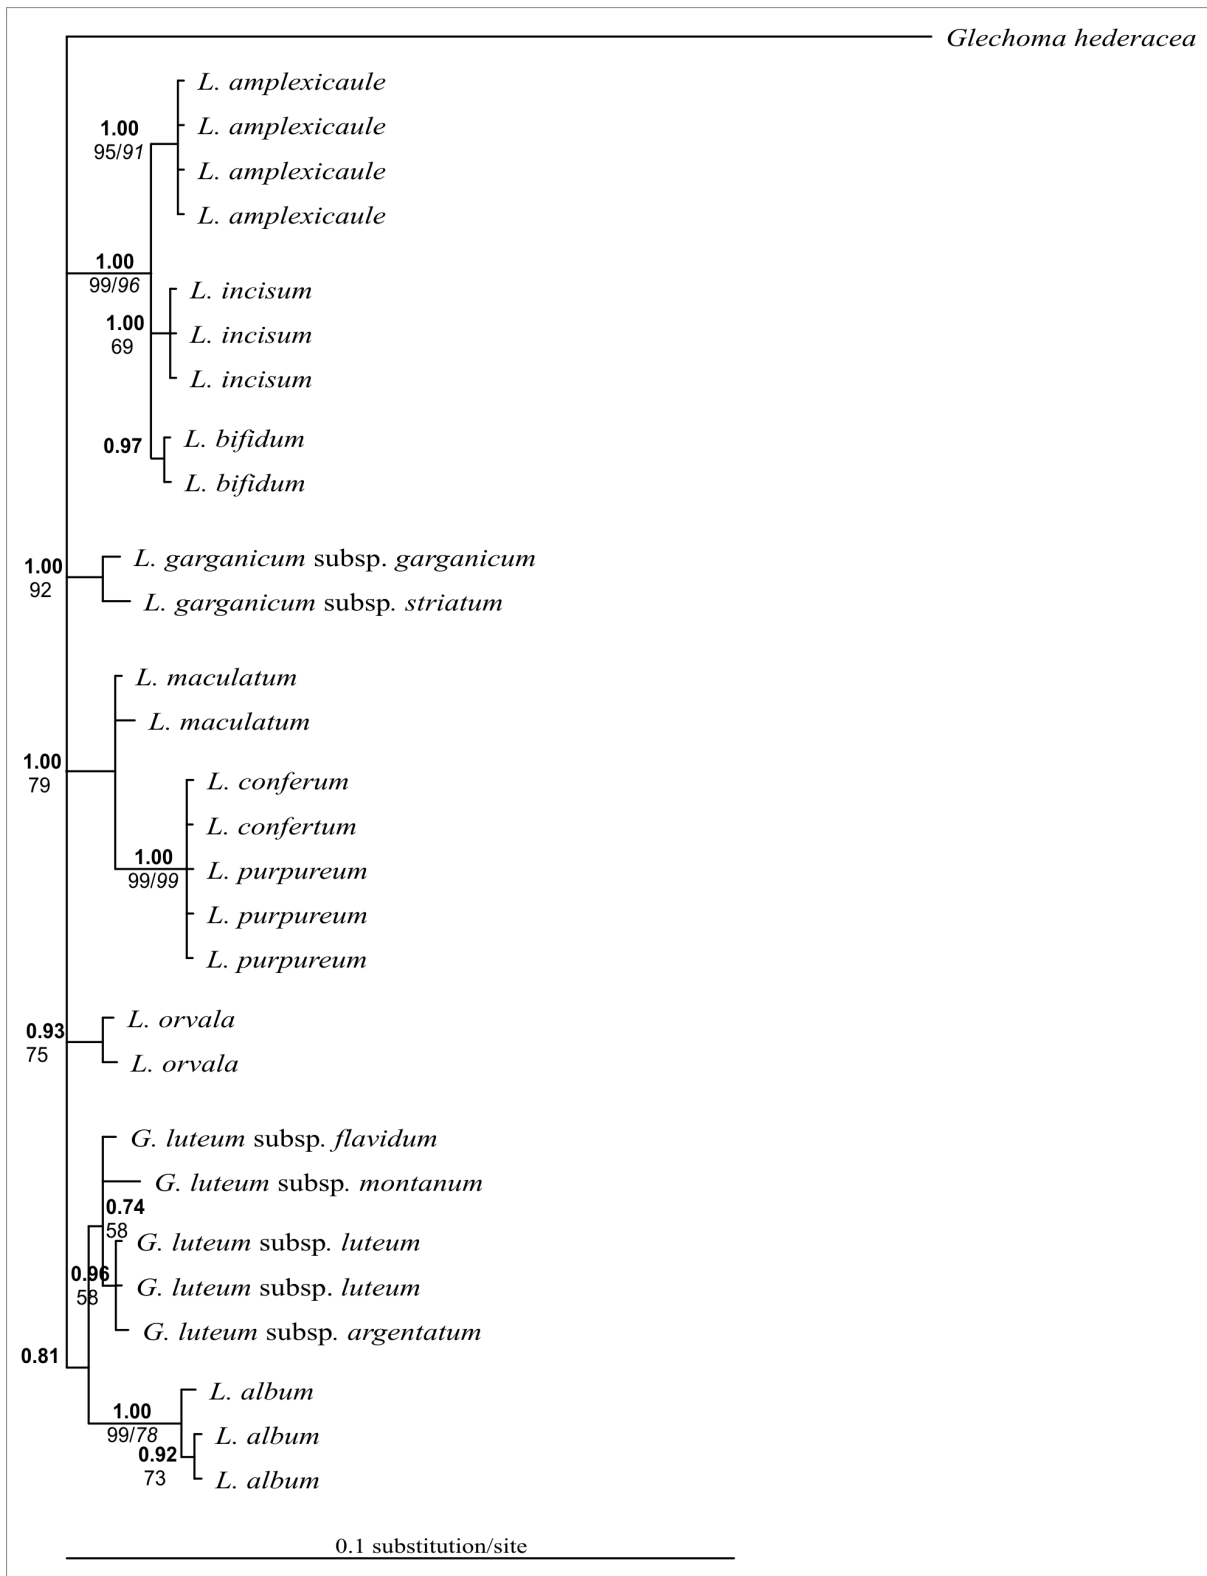 Glechoma hederacea
L. amplexicaule
1.00
L. amplexicaule
95/91
L. amplexicaule
L. amplexicaule
1.00
99/96
L. incisum
1.00
L. incisum
69
L. incisum
0.97
L. bifidum
L. bifidum
L. garganicum subsp. garganicum
1.00
92
L. garganicum subsp. striatum
L. maculatum
L. maculatum
1.00
79
L. conferum
L. confertum
1.00
99/99
L. purpureum
L. purpureum
L. purpureum
L. orvala
0.93
75
L. orvala
G. luteum subsp. flavidum
G. luteum subsp. montanum
0.74
58
G. luteum subsp. luteum
0.96
58
G. luteum subsp. luteum
G. luteum subsp. argentatum
0.81
L. album
1.00
99/78
L. album
0.92
73
L. album
0.1 substitution/site